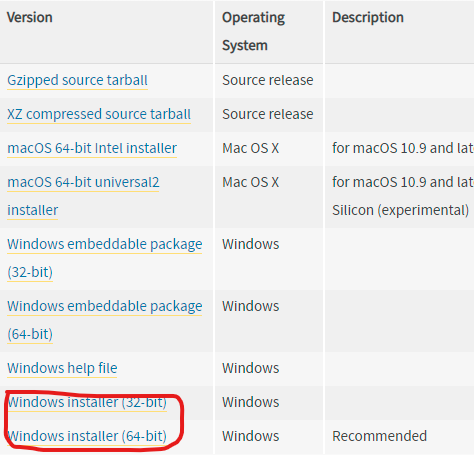 Version Operating Description
System
Gzipped source tarball Source release
XZ compressed source tarball Source release
macOS 64-bit Intel installer Mac OS X for macOS 10.9 and lat
macOS 64-bit universal2 Mac OS X for macOS 10.9 and lat
installer Silicon (experimental)
Windows embeddable package Windows
(32-bit)
Windows embeddable package Windows
(64-bit)
Windows help file Windows
Windows installer (32-bit) Windows
Windows installer (64-bit) Windows Recommended